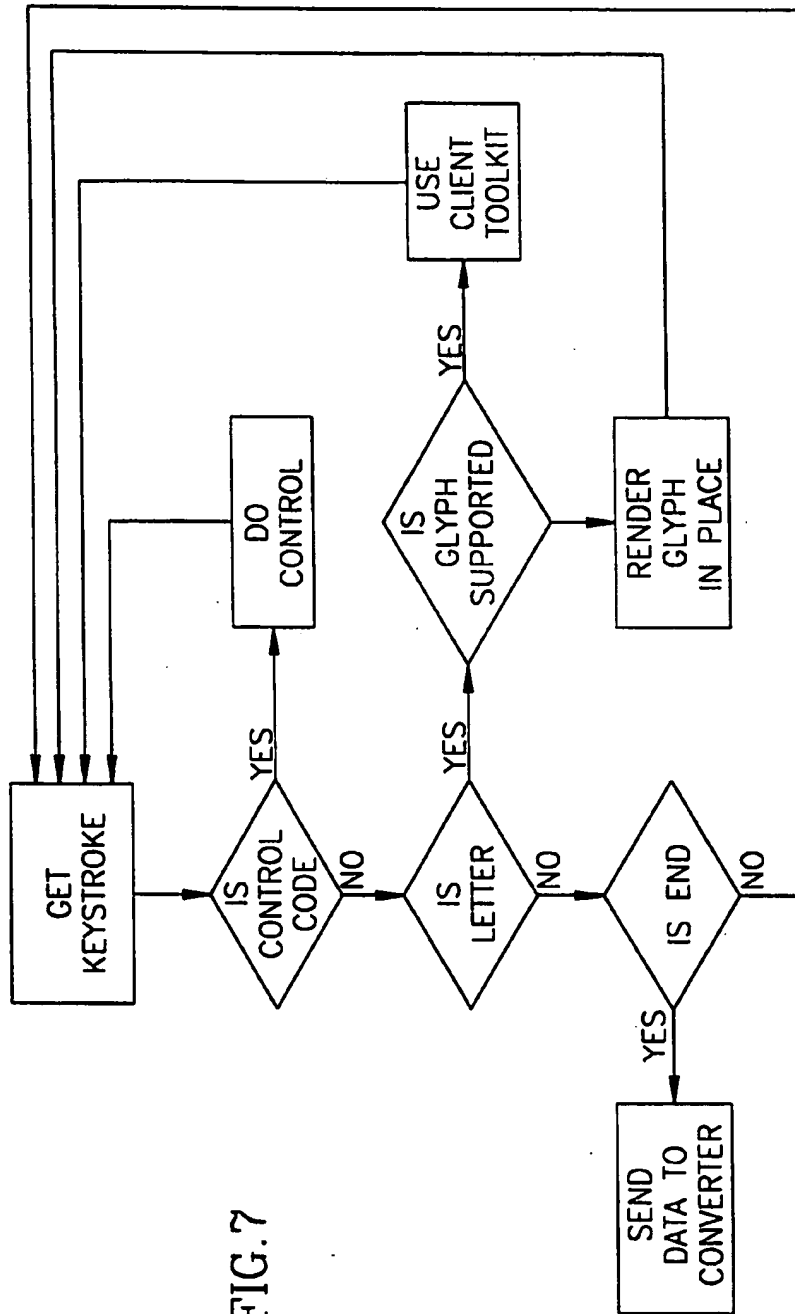 GET
KEYSTROKE
IS
CONTROL
CODE
YES
DO
CONTROL
NO
IS
LETTER
YES
IS
GLYPH
SUPPORTED
YES
USE
CLIENT
TOOLKIT
RENDER
GLYPH
IN PLACE
NO
IS END
YES
SEND
DATA TO
CONVERTER
NO
FIG.7